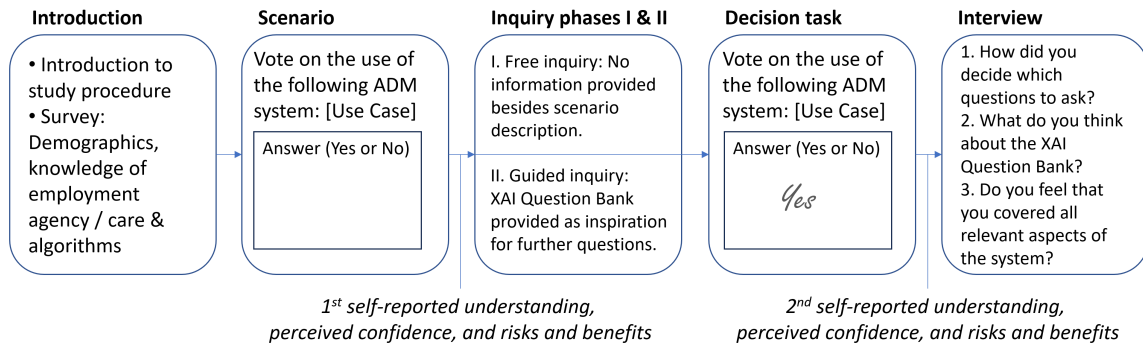 Introduction
• Introduction to
study procedure
• Survey:
Demographics,
knowledge of
employment
agency / care &
algorithms
Scenario
Vote on the use of
the following ADM
system: [Use Case]
Answer (Yes or No)
Inquiry phases I & II
I. Free inquiry: No
information provided
besides scenario
description.
II. Guided inquiry:
XAI Question Bank
provided as inspiration
for further questions.
Decision task
Vote on the use of
the following ADM
system: [Use Case]
Answer (Yes or No)
Yes
Interview
1. How did you
decide which
questions to ask?
2. What do you think
about the XAI
Question Bank?
3. Do you feel that
you covered all
relevant aspects of
the system?
1st self-reported understanding,
perceived confidence, and risks and benefits
2nd self-reported understanding,
perceived confidence, and risks and benefits